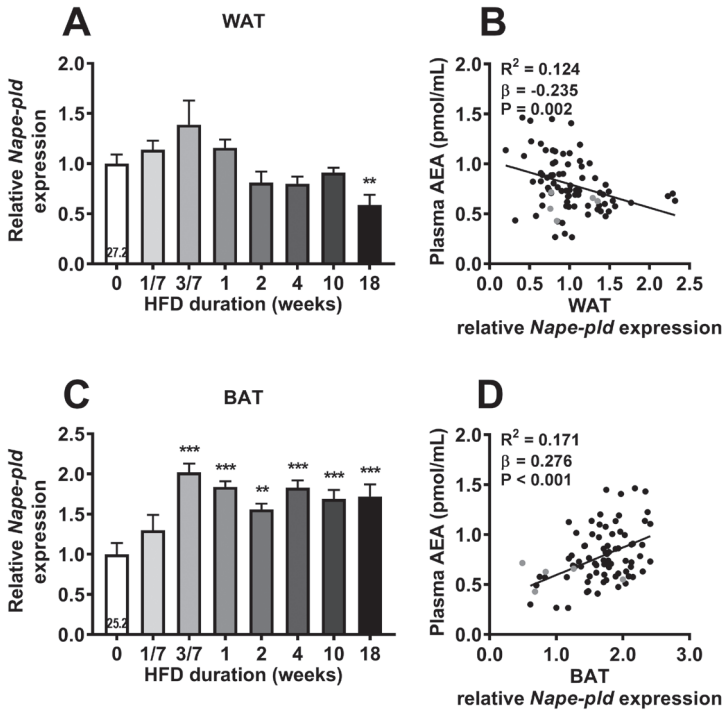 A
WAT
Relative Nape-pld
expression
2.0
1.5
1.0
0.5
0.0
27.2
**
0 1/7 3/7 1 2 4 10 18
HFD duration (weeks)
B
Plasma AEA (pmol/mL)
2.0
1.5
1.0
0.5
0.0
R² = 0.124
β = -0.235
P = 0.002
0.0 0.5 1.0 1.5 2.0 2.5
WAT
relative Nape-pld expression
C
BAT
Relative Nape-pld
expression
2.5
2.0
1.5
1.0
0.5
0.0
25.2
*** *** ** *** *** ***
0 1/7 3/7 1 2 4 10 18
HFD duration (weeks)
D
Plasma AEA (pmol/mL)
2.0
1.5
1.0
0.5
0.0
R² = 0.171
β = 0.276
P < 0.001
0.0 1.0 2.0 3.0
BAT
relative Nape-pld expression